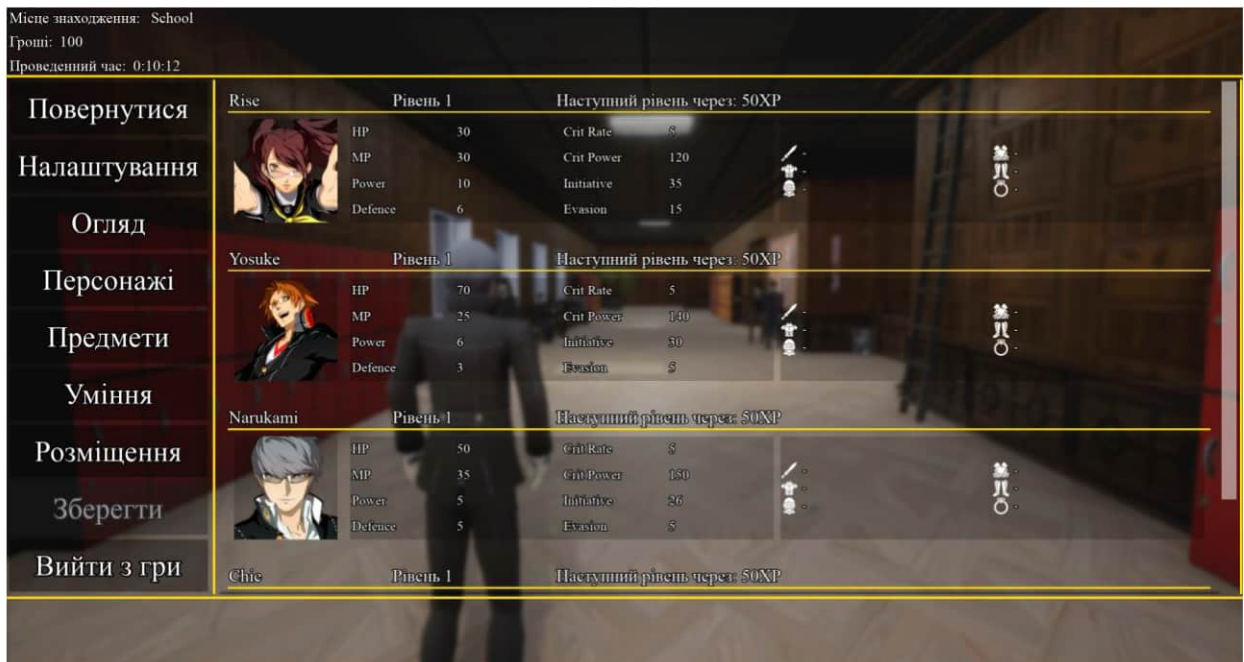 Місце знаходження: School
Гроші: 100
Проведенний час: 0:10:12
Повернутися
Налаштування
Огляд
Персонажі
Предмети
Уміння
Розміщення
Зберегти
Вийти з гри
Rise Рівень 1 Наступний рівень через: 50XP
HP 30 Crit Rate 5
MP 30 Crit Power 120
Power 10 Initiative 35
Defence 6 Evasion 15
Yosuke Рівень 1 Наступний рівень через: 50XP
HP 70 Crit Rate 5
MP 25 Crit Power 140
Power 6 Initiative 30
Defence 3 Evasion 5
Narukami Рівень 1 Наступний рівень через: 50XP
HP 50 Crit Rate 5
MP 35 Crit Power 150
Power 5 Initiative 26
Defence 5 Evasion 5
Chie Рівень 1 Наступний рівень через: 50XP